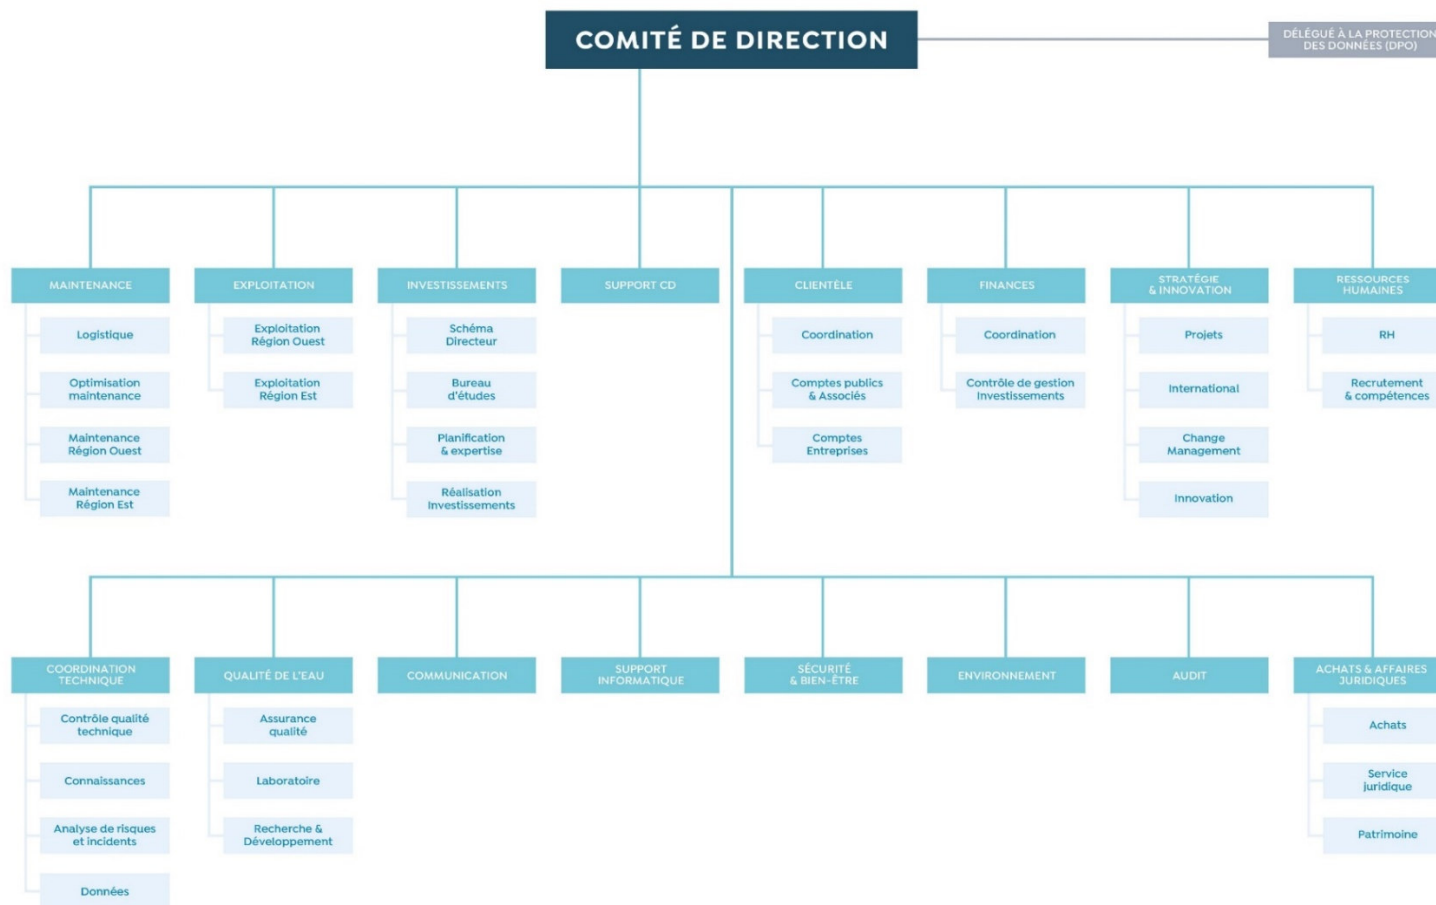 COMITÉ DE DIRECTION
DÉLÉGUÉ À LA PROTECTION
DES DONNÉES (DPO)
MAINTENANCE
Logistique
Optimisation
maintenance
Maintenance
Région Ouest
Maintenance
Région Est
EXPLOITATION
Exploitation
Région Ouest
Exploitation
Région Est
INVESTISSEMENTS
Schéma
Directeur
Bureau
d'études
Planification
& expertise
Réalisation
Investissements
SUPPORT CD
CLIENTÈLE
Coordination
Comptes publics
& Associés
Comptes
Entreprises
FINANCES
Coordination
Contrôle de gestion
Investissements
STRATÉGIE
& INNOVATION
Projets
International
Change
Management
Innovation
RESSOURCES
HUMAINES
RH
Recrutement
& compétences
COORDINATION
TECHNIQUE
Contrôle qualité
technique
Connaissances
Analyse de risques
et incidents
Données
QUALITÉ DE L'EAU
Assurance
qualité
Laboratoire
Recherche &
Développement
COMMUNICATION
SUPPORT
INFORMATIQUE
SÉCURITÉ
& BIEN-ÊTRE
ENVIRONNEMENT
AUDIT
ACHATS & AFFAIRES
JURIDIQUES
Achats
Service
juridique
Patrimoine